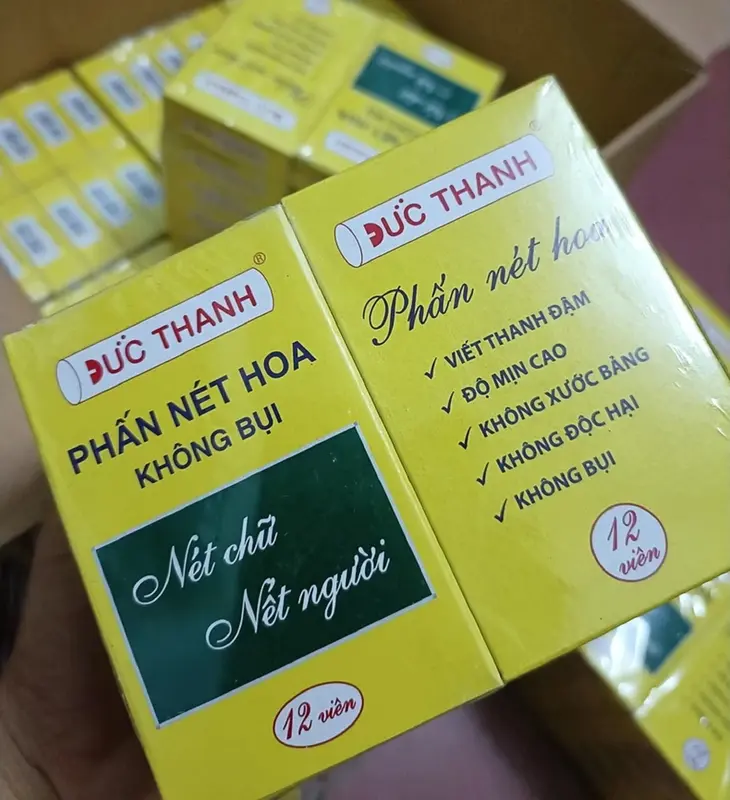 ĐỨC THANH ®
PHẤN NÉT HOA
KHÔNG BỤI
Nét chữ
Nết người
12 viên
ĐỨC THANH ®
Phấn nét hoa
✓ VIẾT THANH ĐẬM
✓ ĐỘ MỊN CAO
✓ KHÔNG XƯỚC BẢNG
✓ KHÔNG ĐỘC HẠI
✓ KHÔNG BỤI
12
viên